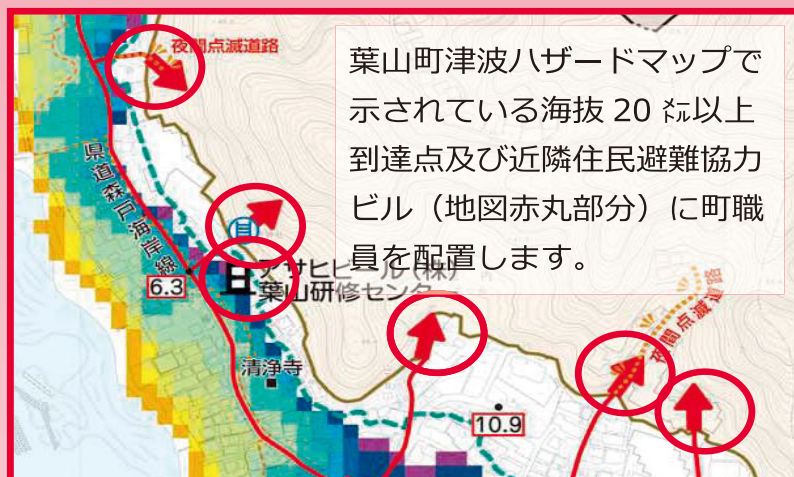 夜間点滅道路
葉山町津波ハザードマップで
示されている海抜 20 ㍍以上
到達点及び近隣住民避難協力
ビル（地図赤丸部分）に町職
員を配置します。
県道森戸海岸線
6.3
アサヒビール（株）
葉山研修センター
清浄寺
10.9
夜間点滅道路